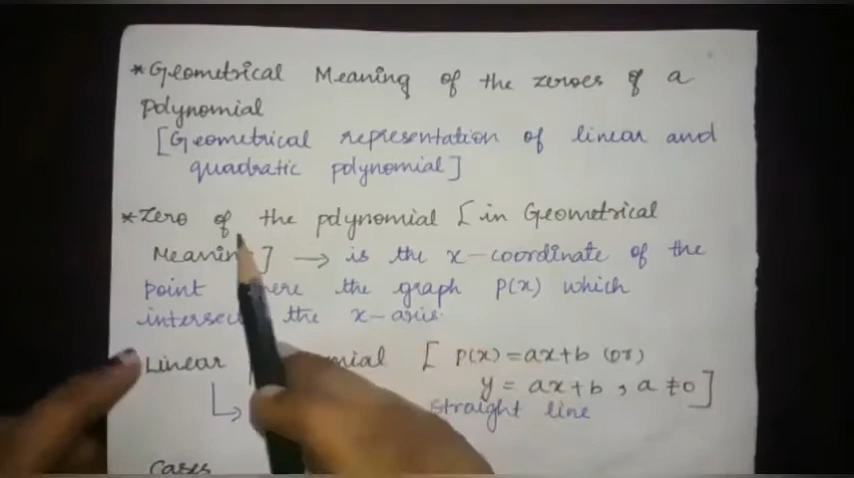 *Geometrical Meaning of the zeroes of a
Polynomial
[Geometrical representation of linear and
quadratic polynomial]
*Zero of the polynomial [in Geometrical
Meaning] → is the x-coordinate of the
point the graph P(x) which
the x-axis.
Linear [P(x)=ax+b (or)
y = ax+b, a≠0]
↳ straight line
Cases